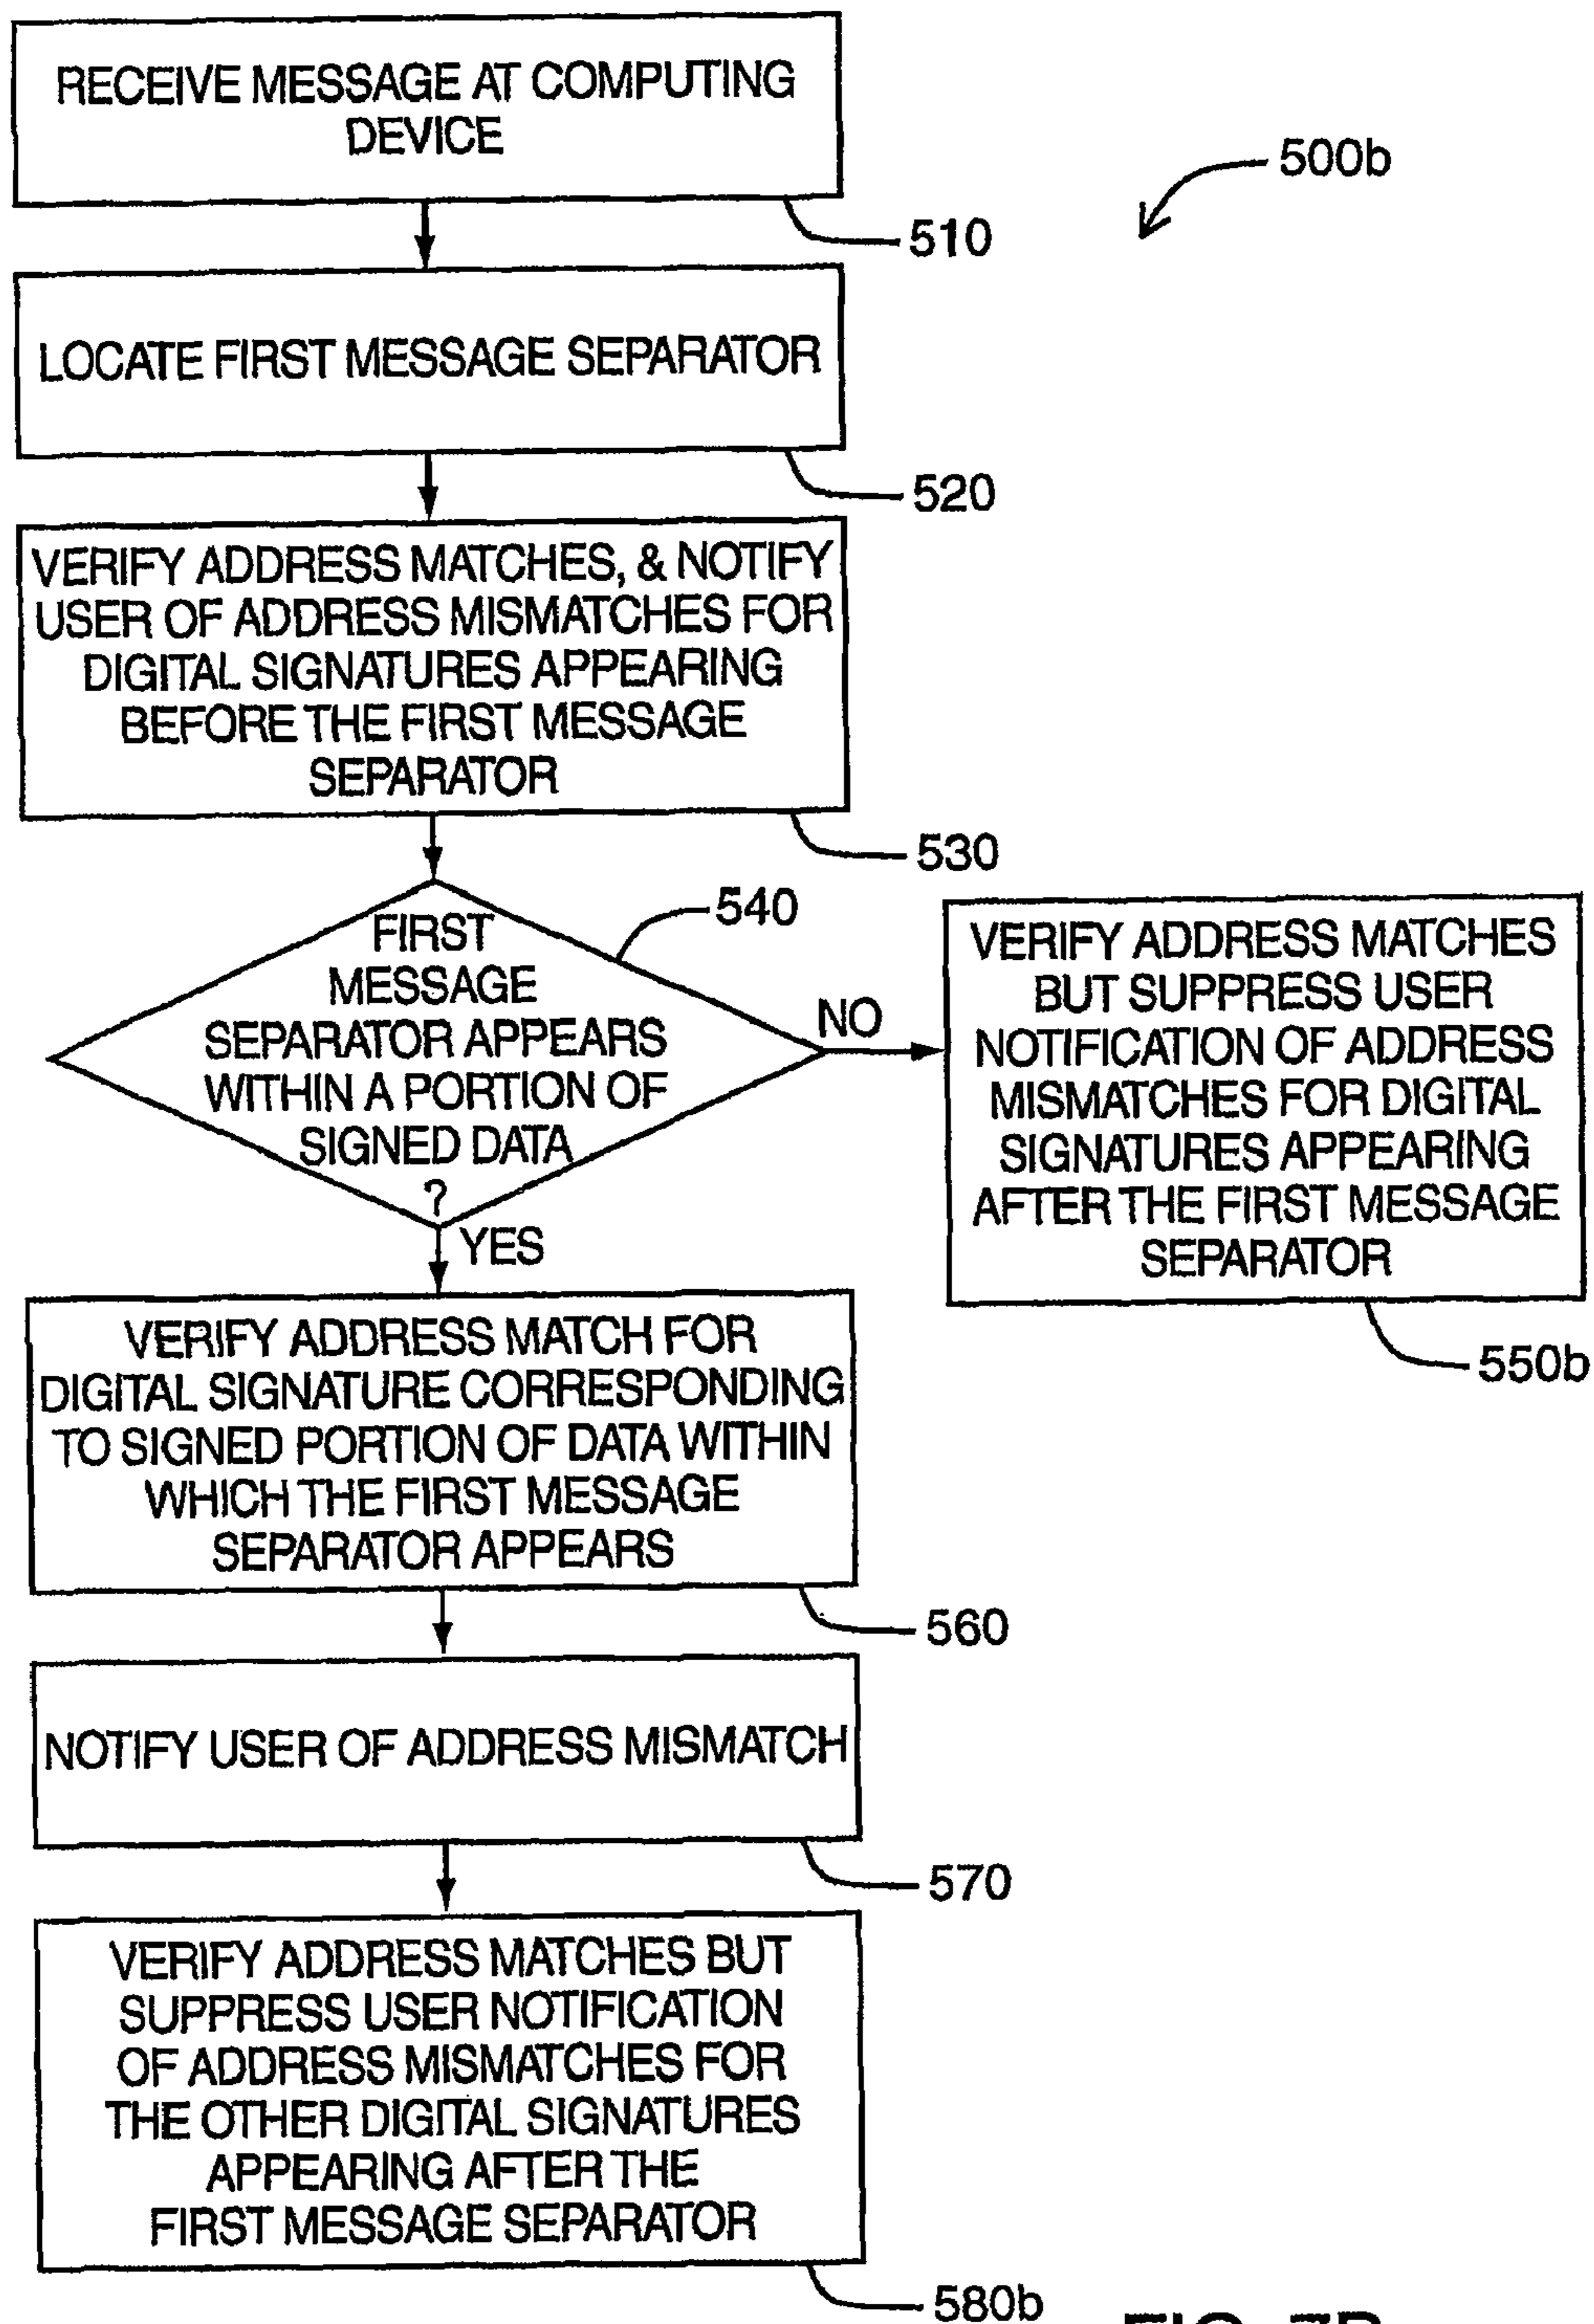 RECEIVE MESSAGE AT COMPUTING
DEVICE
500b
510
LOCATE FIRST MESSAGE SEPARATOR
520
VERIFY ADDRESS MATCHES, & NOTIFY
USER OF ADDRESS MISMATCHES FOR
DIGITAL SIGNATURES APPEARING
BEFORE THE FIRST MESSAGE
SEPARATOR
530
540
FIRST
MESSAGE
SEPARATOR APPEARS
WITHIN A PORTION OF
SIGNED DATA
?
NO
VERIFY ADDRESS MATCHES
BUT SUPPRESS USER
NOTIFICATION OF ADDRESS
MISMATCHES FOR DIGITAL
SIGNATURES APPEARING
AFTER THE FIRST MESSAGE
SEPARATOR
550b
YES
VERIFY ADDRESS MATCH FOR
DIGITAL SIGNATURE CORRESPONDING
TO SIGNED PORTION OF DATA WITHIN
WHICH THE FIRST MESSAGE
SEPARATOR APPEARS
560
NOTIFY USER OF ADDRESS MISMATCH
570
VERIFY ADDRESS MATCHES BUT
SUPPRESS USER NOTIFICATION
OF ADDRESS MISMATCHES FOR
THE OTHER DIGITAL SIGNATURES
APPEARING AFTER THE
FIRST MESSAGE SEPARATOR
580b